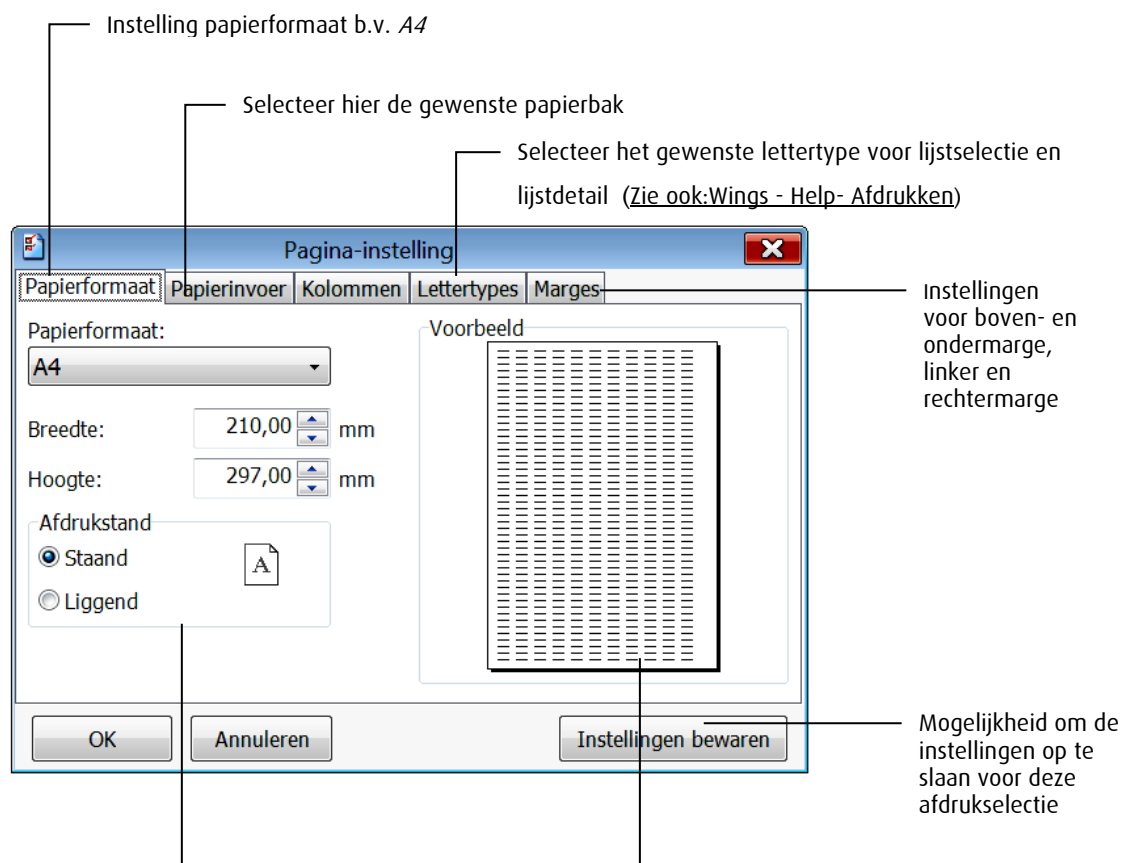 Instelling papierformaat b.v. A4
Selecteer hier de gewenste papierbak
Selecteer het gewenste lettertype voor lijstselectie en
lijstdetail (Zie ook:Wings - Help- Afdrukken)
Pagina-instelling
Papierformaat Papierinvoer Kolommen Lettertypes Marges
Instellingen
voor boven- en
ondermarge,
linker en
rechtermarge
Papierformaat:
A4
Voorbeeld
Breedte: 210,00 mm
Hoogte: 297,00 mm
Afdrukstand
Staand
A
Liggend
OK Annuleren Instellingen bewaren
Mogelijkheid om de
instellingen op te
slaan voor deze
afdrukselectie